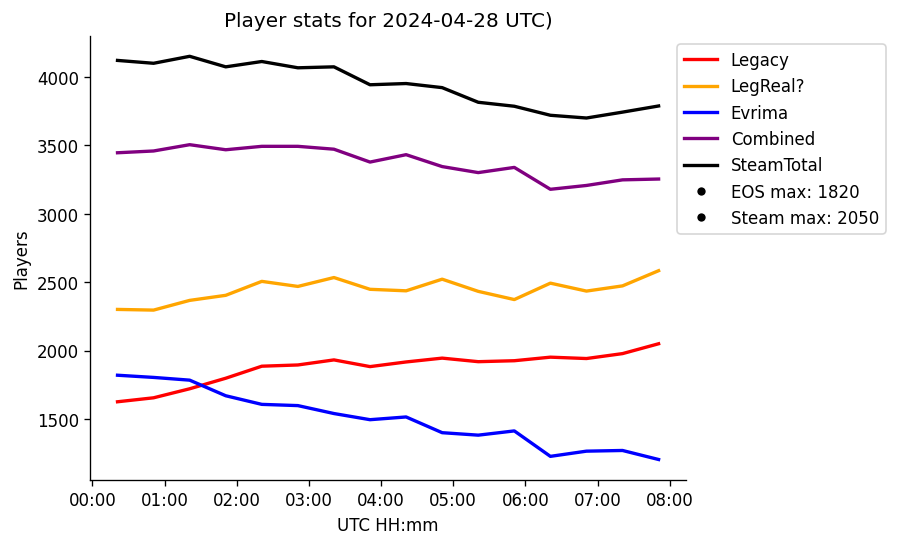 Player stats for 2024-04-28 UTC)
Players
4000
3500
3000
2500
2000
1500
00:00 01:00 02:00 03:00 04:00 05:00 06:00 07:00 08:00
UTC HH:mm
Legacy
LegReal?
Evrima
Combined
SteamTotal
EOS max: 1820
Steam max: 2050